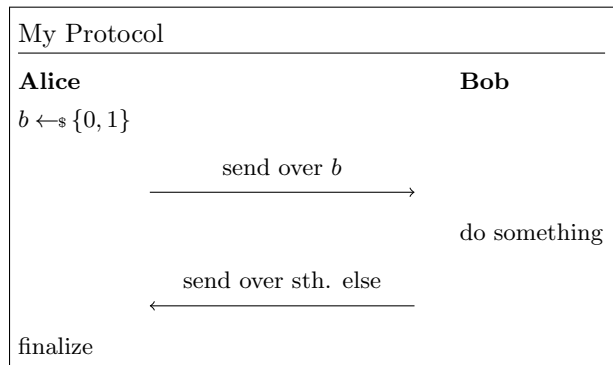 My Protocol
Alice Bob
b ←$ {0, 1}
send over b
do something
send over sth. else
finalize